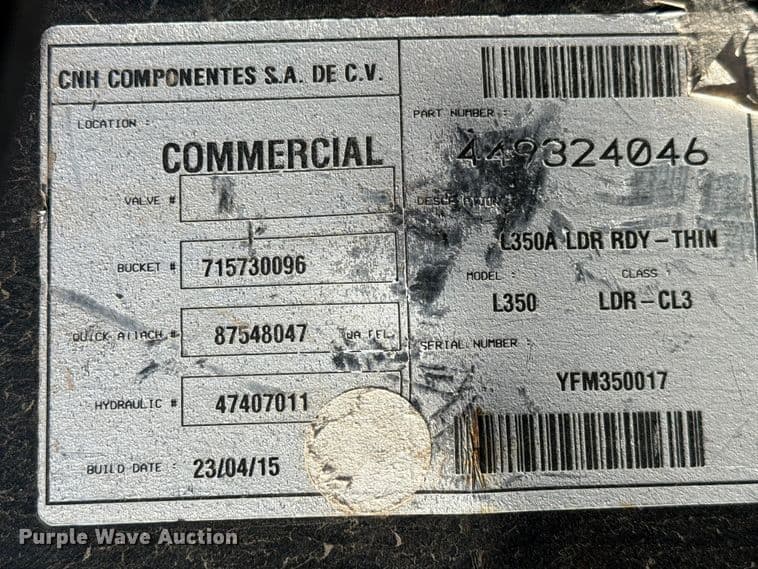 CNH COMPONENTES S.A. DE C.V.
LOCATION :
COMMERCIAL
VALVE #
BUCKET # 715730096
QUICK ATTACH # 87548047
HYDRAULIC # 47407011
BUILD DATE : 23/04/15
PART NUMBER :
449324046
DESCRIPTION
L350A LDR RDY-THIN
MODEL : CLASS :
L350 LDR-CL3
SERIAL NUMBER :
YFM350017
Purple Wave Auction